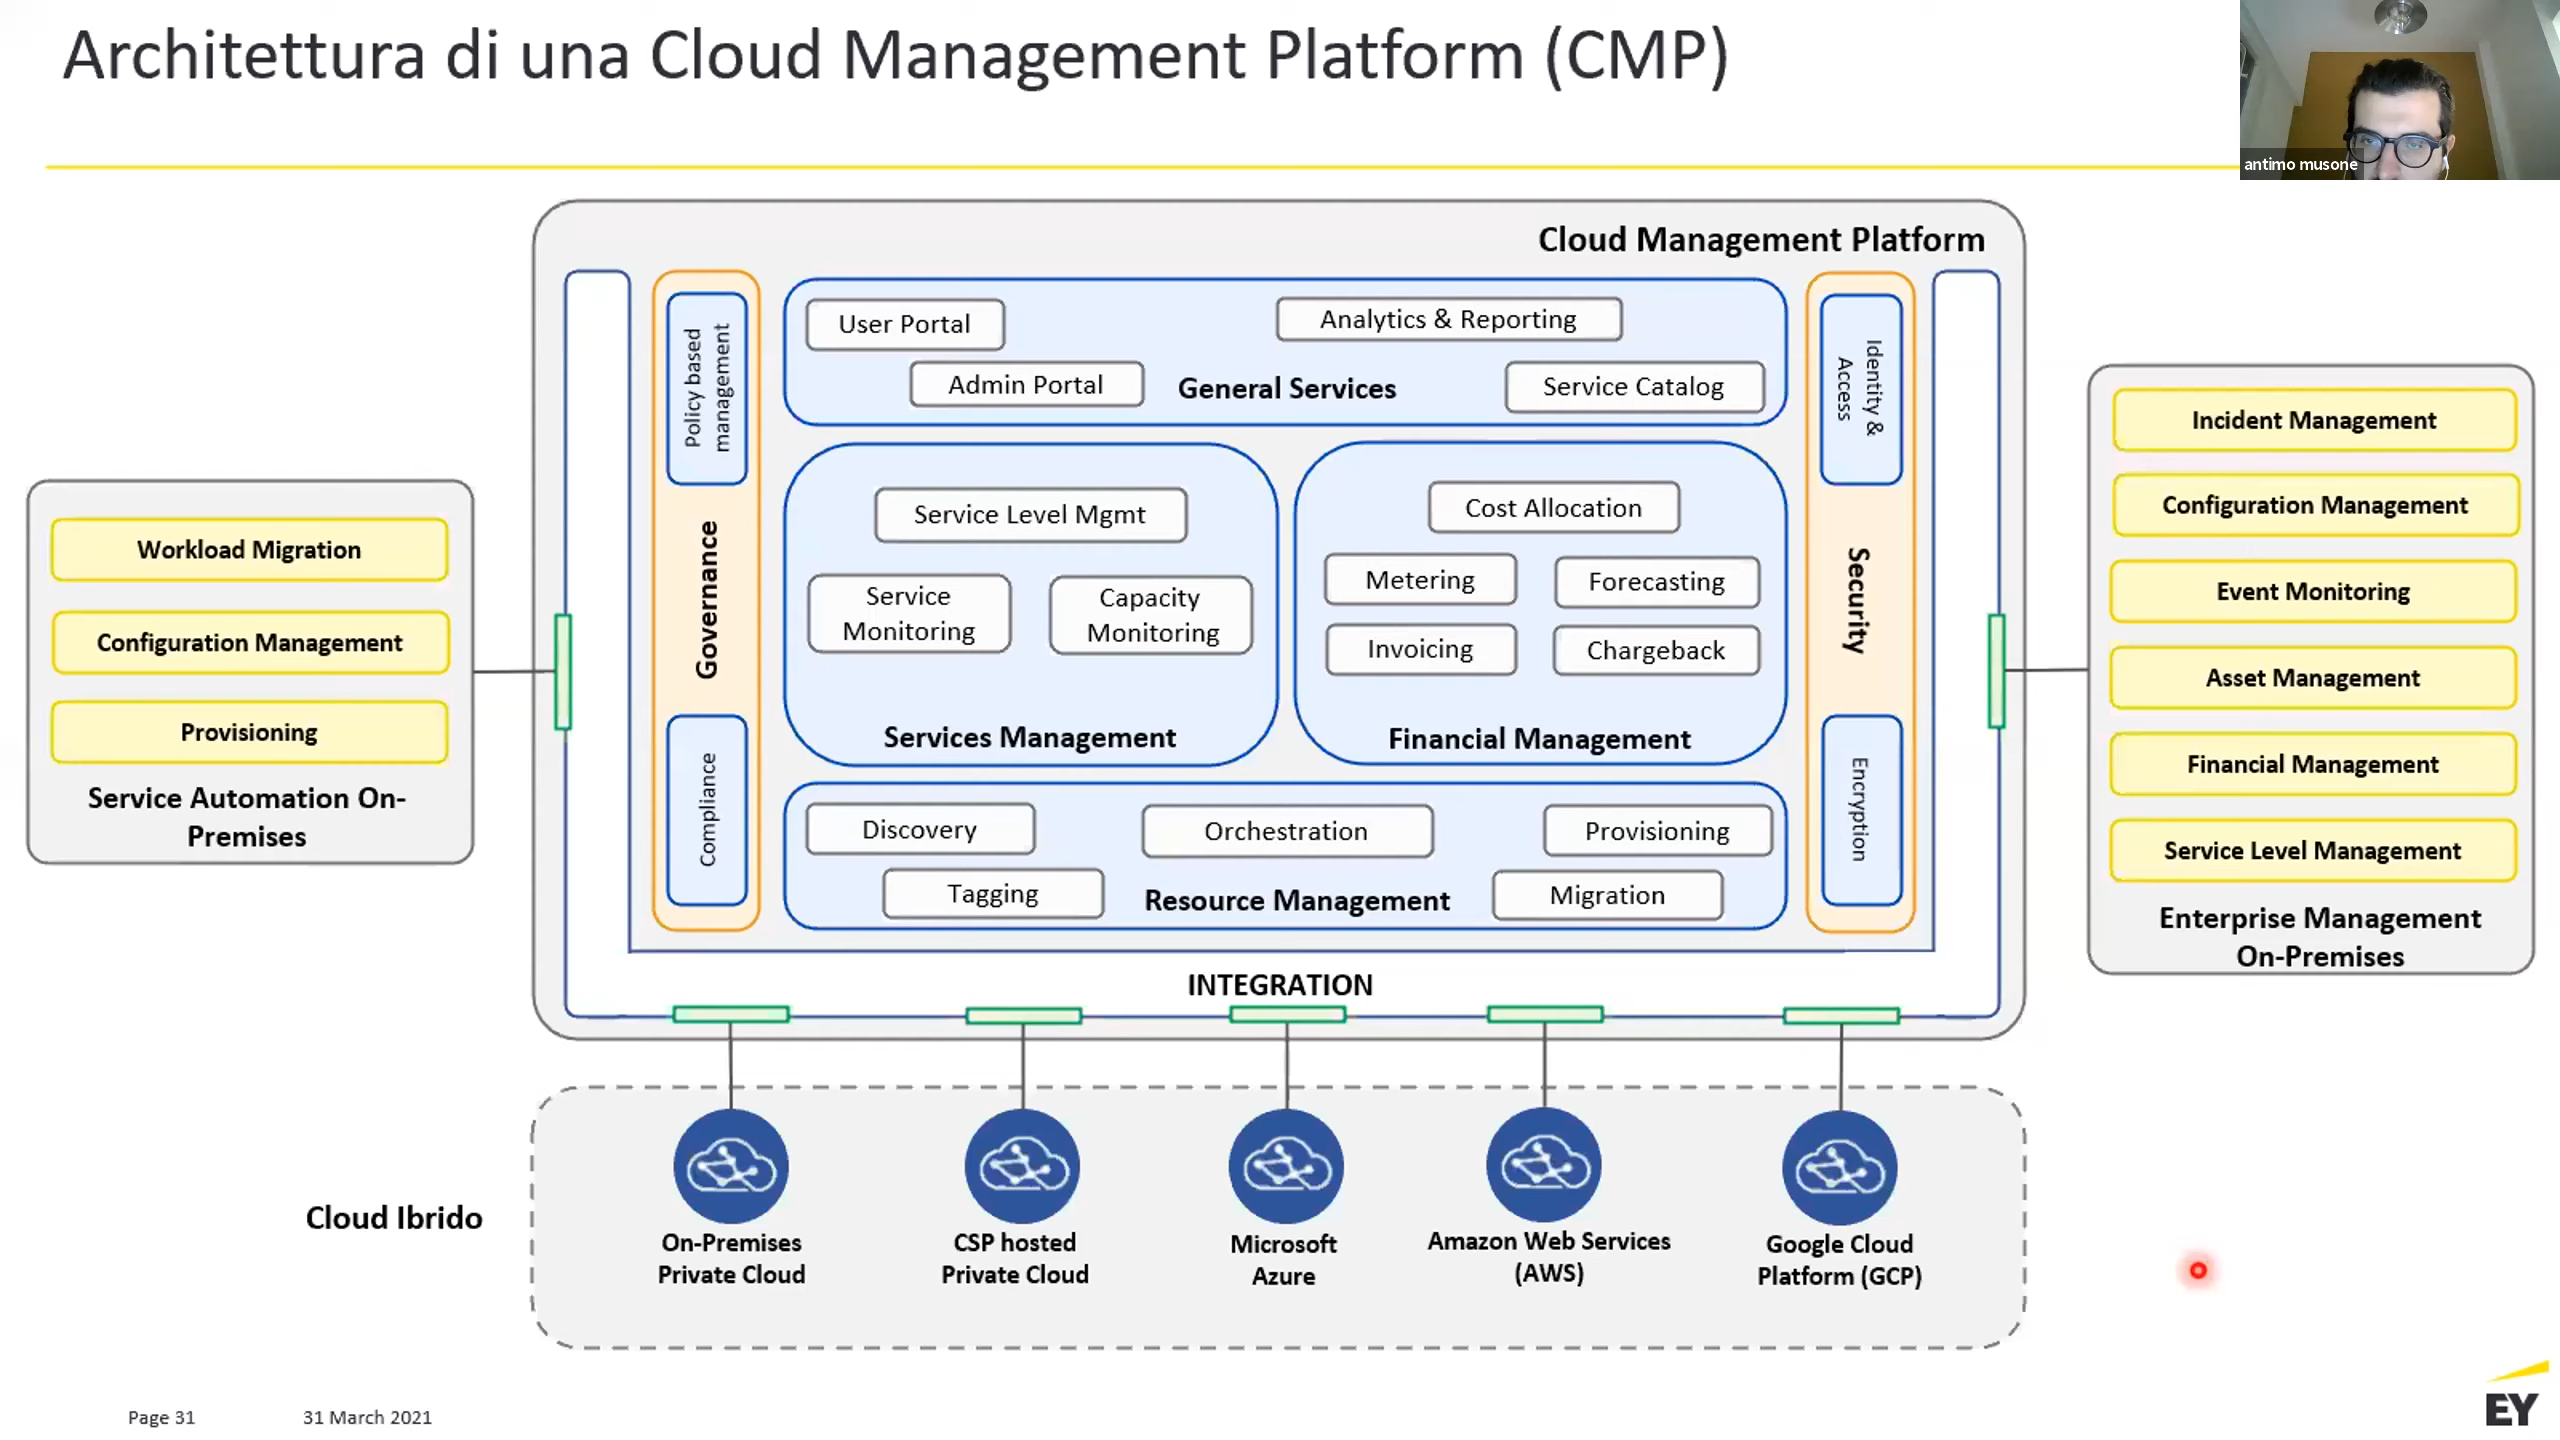 Architettura di una Cloud Management Platform (CMP)
antimo musone
Cloud Management Platform
Policy based
management
Governance
Compliance
User Portal
Analytics & Reporting
Admin Portal
General Services
Service Catalog
Service Level Mgmt
Service
Monitoring
Capacity
Monitoring
Services Management
Cost Allocation
Metering
Forecasting
Invoicing
Chargeback
Financial Management
Discovery
Orchestration
Provisioning
Tagging
Resource Management
Migration
Identity &
Access
Security
Encryption
INTEGRATION
Workload Migration
Configuration Management
Provisioning
Service Automation On-
Premises
Incident Management
Configuration Management
Event Monitoring
Asset Management
Financial Management
Service Level Management
Enterprise Management
On-Premises
Cloud Ibrido
On-Premises
Private Cloud
CSP hosted
Private Cloud
Microsoft
Azure
Amazon Web Services
(AWS)
Google Cloud
Platform (GCP)
Page 31
31 March 2021
EY